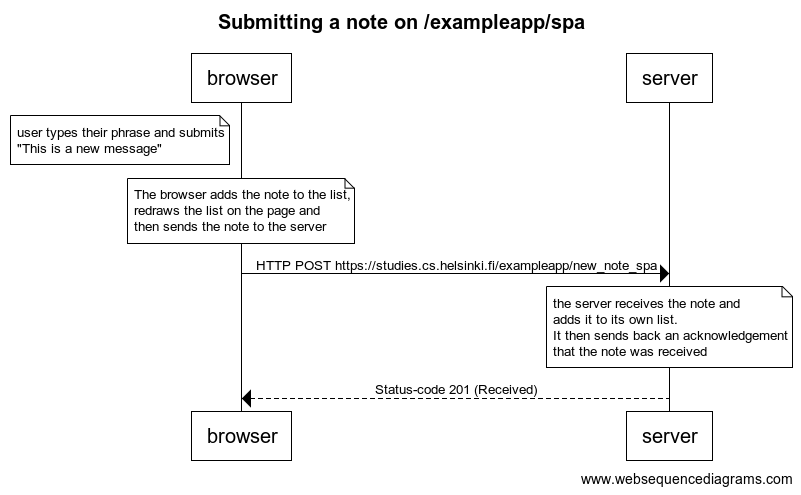 Submitting a note on /exampleapp/spa
browser
server
user types their phrase and submits
"This is a new message"
The browser adds the note to the list,
redraws the list on the page and
then sends the note to the server
HTTP POST https://studies.cs.helsinki.fi/exampleapp/new_note_spa
the server receives the note and
adds it to its own list.
It then sends back an acknowledgement
that the note was received
Status-code 201 (Received)
browser
server
www.websequencediagrams.com